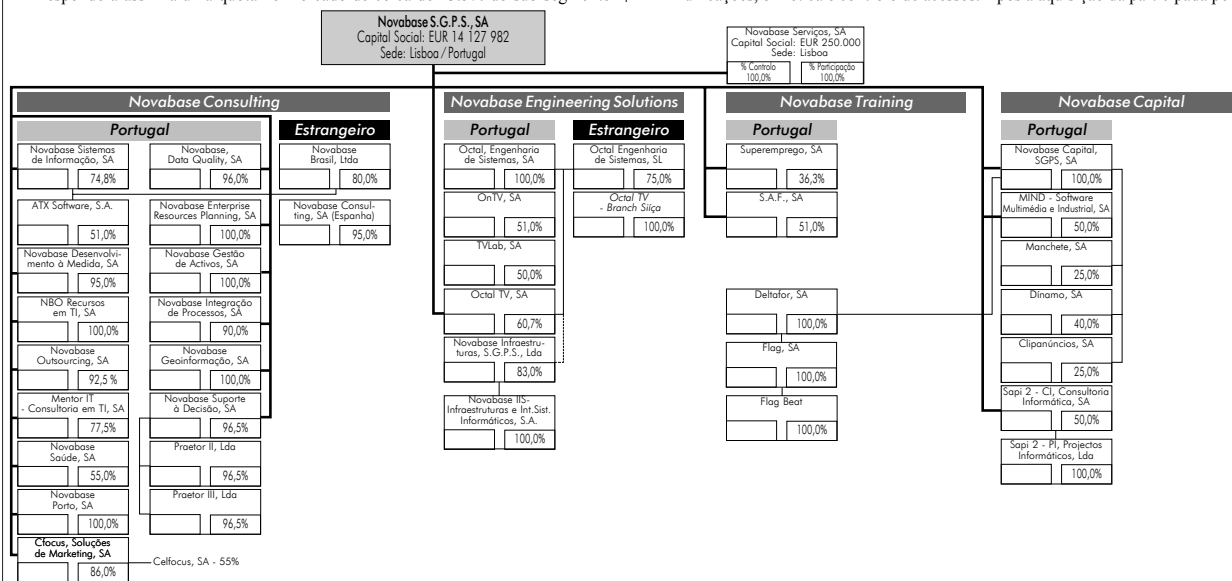 Novabase S.G.P.S., SA
Capital Social: EUR 14 127 982
Sede: Lisboa / Portugal
Novabase Serviços, SA
Capital Social: EUR 250.000
Sede: Lisboa
% Controlo
100,0%
% Participação
100,0%
Novabase Consulting
Portugal
Novabase Sistemas
de Informação, SA
74,8%
ATX Software, S.A.
51,0%
Novabase Desenvolvi-
mento à Medida, SA
95,0%
NBO Recursos
em TI, SA
100,0%
Novabase
Outsourcing, SA
92,5 %
Mentor IT
- Consultoria em TI, SA
77,5%
Novabase
Saúde, SA
55,0%
Novabase
Porto, SA
100,0%
Cfocus, Soluções
de Marketing, SA
86,0%
Celfocus, SA - 55%
Novabase,
Data Quality, SA
96,0%
Novabase Enterprise
Resources Planning, SA
100,0%
Novabase Gestão
de Activos, SA
100,0%
Novabase Integração
de Processos, SA
90,0%
Novabase
Geoinformação, SA
100,0%
Novabase Suporte
à Decisão, SA
96,5%
Praetor II, Lda
96,5%
Praetor III, Lda
96,5%
Estrangeiro
Novabase
Brasil, Ltda
80,0%
Novabase Consul-
ting, SA (Espanha)
95,0%
Novabase Engineering Solutions
Portugal
Octal, Engenharia
de Sistemas, SA
100,0%
OnTV, SA
51,0%
TVLab, SA
50,0%
Octal TV, SA
60,7%
Novabase Infraestru-
turas, S.G.P.S., Lda
83,0%
Novabase IIS-
Infraestruturas e Int.Sist.
Informáticos, S.A.
100,0%
Estrangeiro
Octal Engenharia
de Sistemas, SL
75,0%
Octal TV
- Branch Siíça
100,0%
Novabase Training
Portugal
Superemprego, SA
36,3%
S.A.F., SA
51,0%
Deltafor, SA
100,0%
Flag, SA
100,0%
Flag Beat
100,0%
Novabase Capital
Portugal
Novabase Capital,
SGPS, SA
100,0%
MIND - Software
Multimédia e Industrial, SA
50,0%
Manchete, SA
25,0%
Dínamo, SA
40,0%
Clipanúncios, SA
25,0%
Sapi 2 - CI, Consultoria
Informática, SA
50,0%
Sapi 2 - PI, Projectos
Informáticos, Lda
100,0%